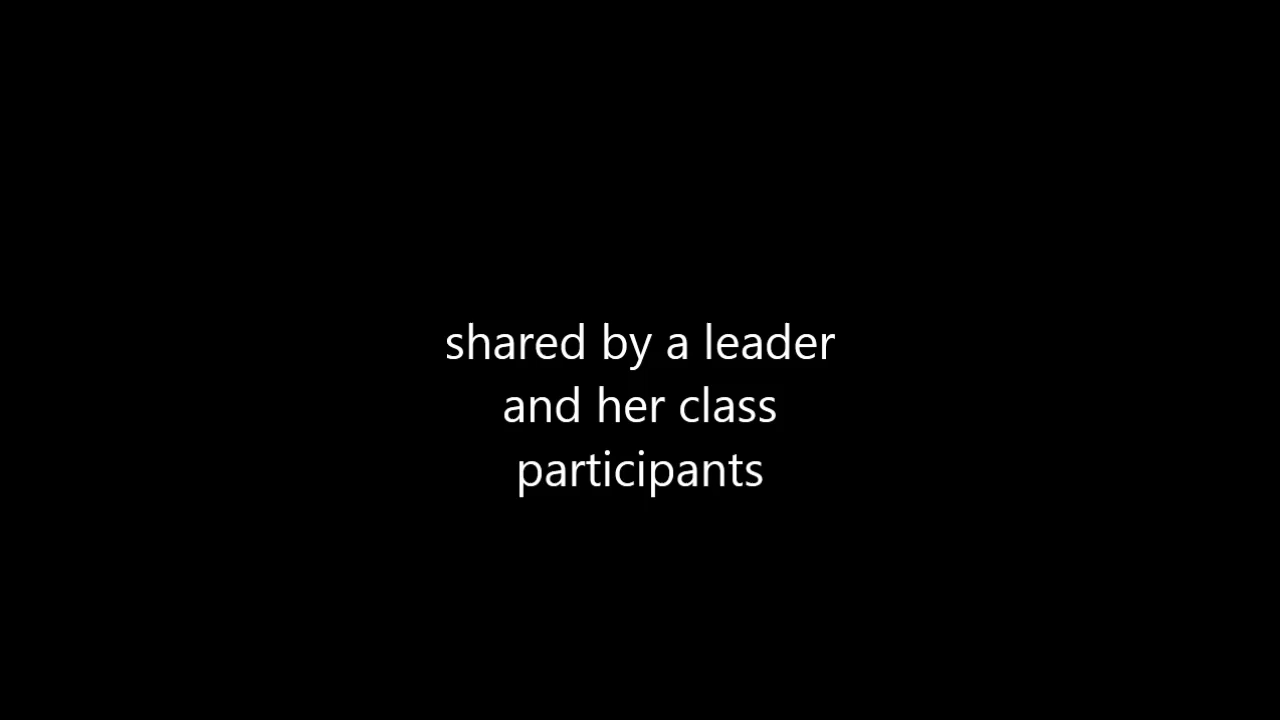 shared by a leader
and her class
participants